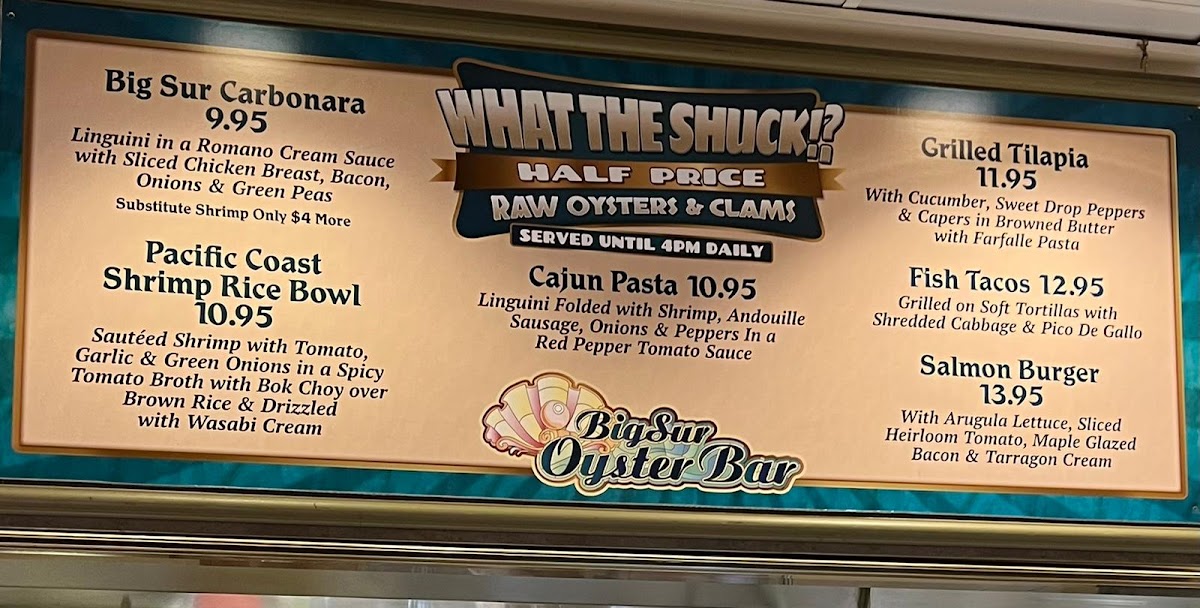 Big Sur Carbonara
9.95
Linguini in a Romano Cream Sauce
with Sliced Chicken Breast, Bacon,
Onions & Green Peas
Substitute Shrimp Only $4 More
Pacific Coast
Shrimp Rice Bowl
10.95
Sautéed Shrimp with Tomato,
Garlic & Green Onions in a Spicy
Tomato Broth with Bok Choy over
Brown Rice & Drizzled
with Wasabi Cream
WHAT THE SHUCK!?
HALF PRICE
RAW OYSTERS & CLAMS
SERVED UNTIL 4PM DAILY
Cajun Pasta 10.95
Linguini Folded with Shrimp, Andouille
Sausage, Onions & Peppers In a
Red Pepper Tomato Sauce
Big Sur
Oyster Bar
Grilled Tilapia
11.95
With Cucumber, Sweet Drop Peppers
& Capers in Browned Butter
with Farfalle Pasta
Fish Tacos 12.95
Grilled on Soft Tortillas with
Shredded Cabbage & Pico De Gallo
Salmon Burger
13.95
With Arugula Lettuce, Sliced
Heirloom Tomato, Maple Glazed
Bacon & Tarragon Cream